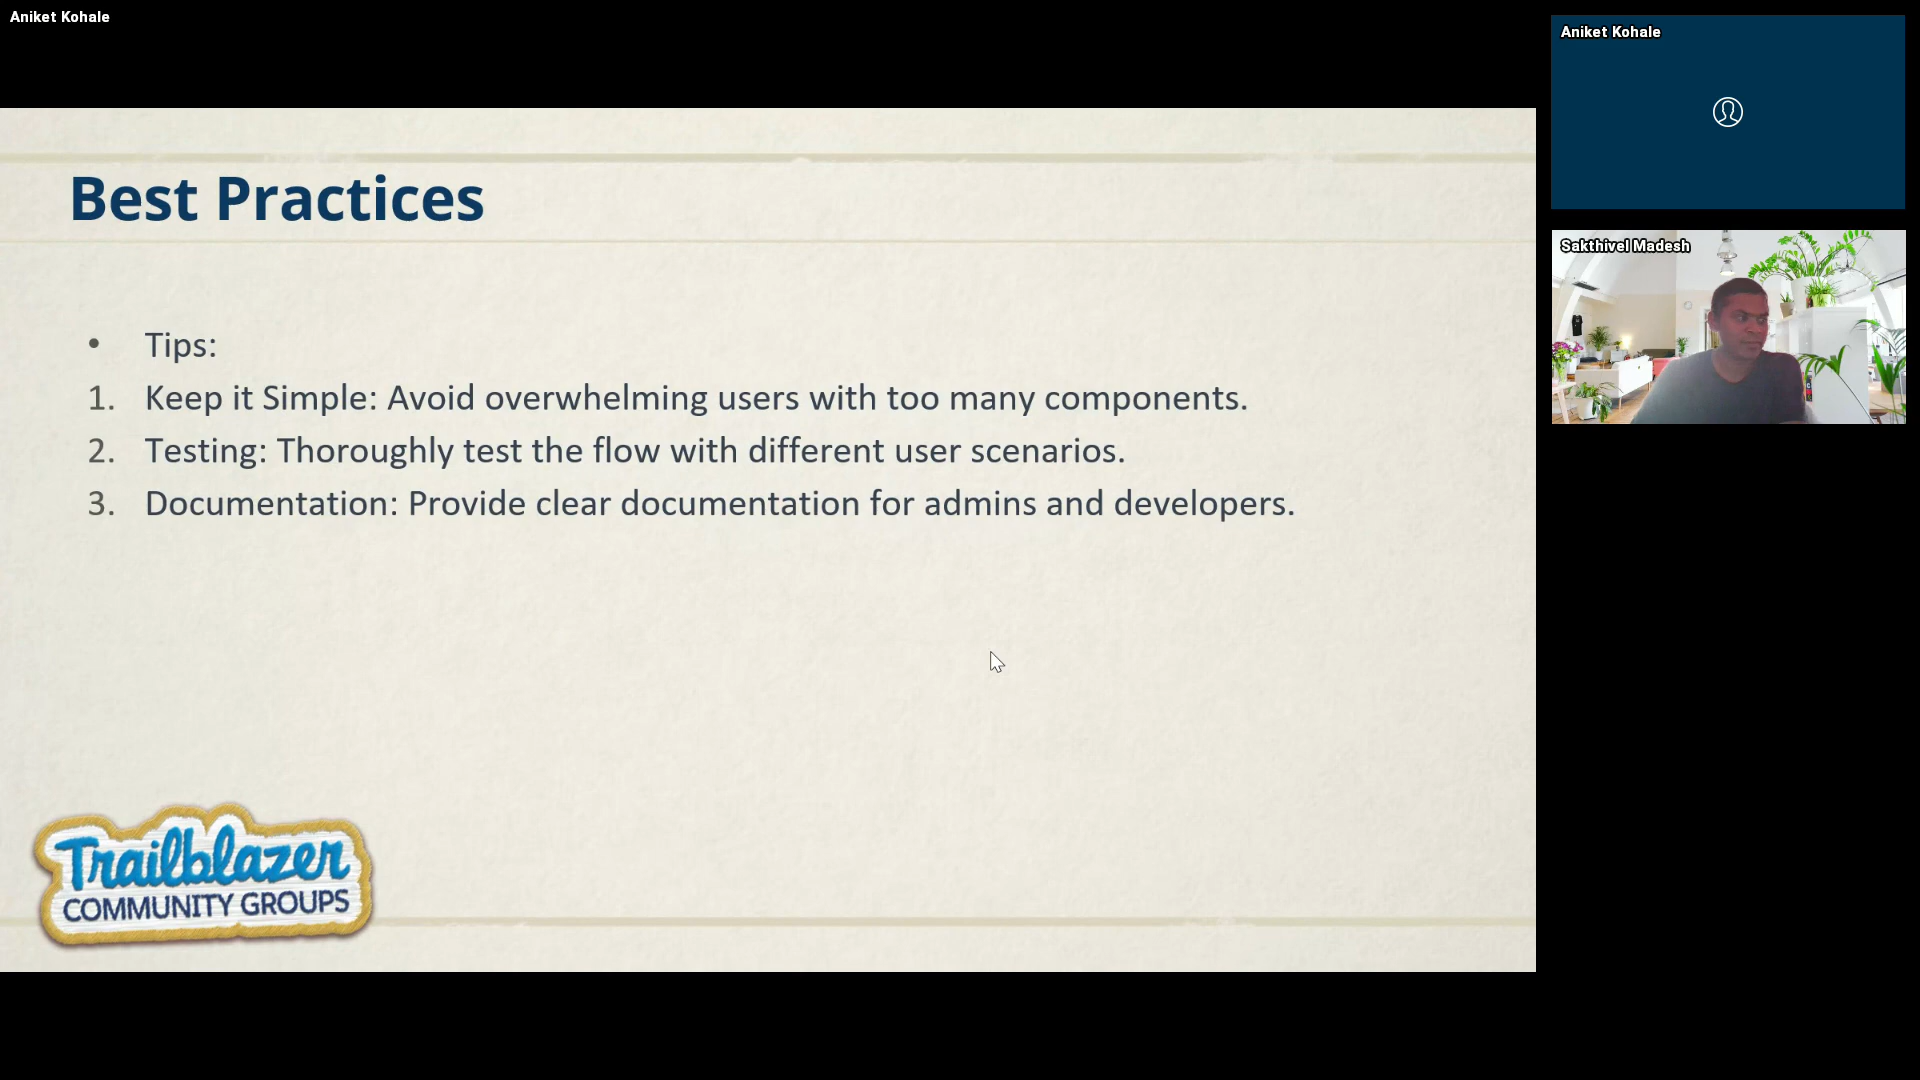 Aniket Kohale
Aniket Kohale
Sakthivel Madesh
Best Practices
• Tips:
1. Keep it Simple: Avoid overwhelming users with too many components.
2. Testing: Thoroughly test the flow with different user scenarios.
3. Documentation: Provide clear documentation for admins and developers.
Trailblazer
COMMUNITY GROUPS